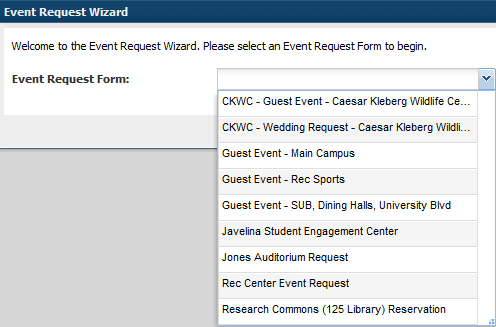 Event Request Wizard
Welcome to the Event Request Wizard. Please select an Event Request Form to begin.
Event Request Form:
CKWC - Guest Event - Caesar Kleberg Wildlife Ce...
CKWC - Wedding Request - Caesar Kleberg Wildli...
Guest Event - Main Campus
Guest Event - Rec Sports
Guest Event - SUB, Dining Halls, University Blvd
Javelina Student Engagement Center
Jones Auditorium Request
Rec Center Event Request
Research Commons (125 Library) Reservation